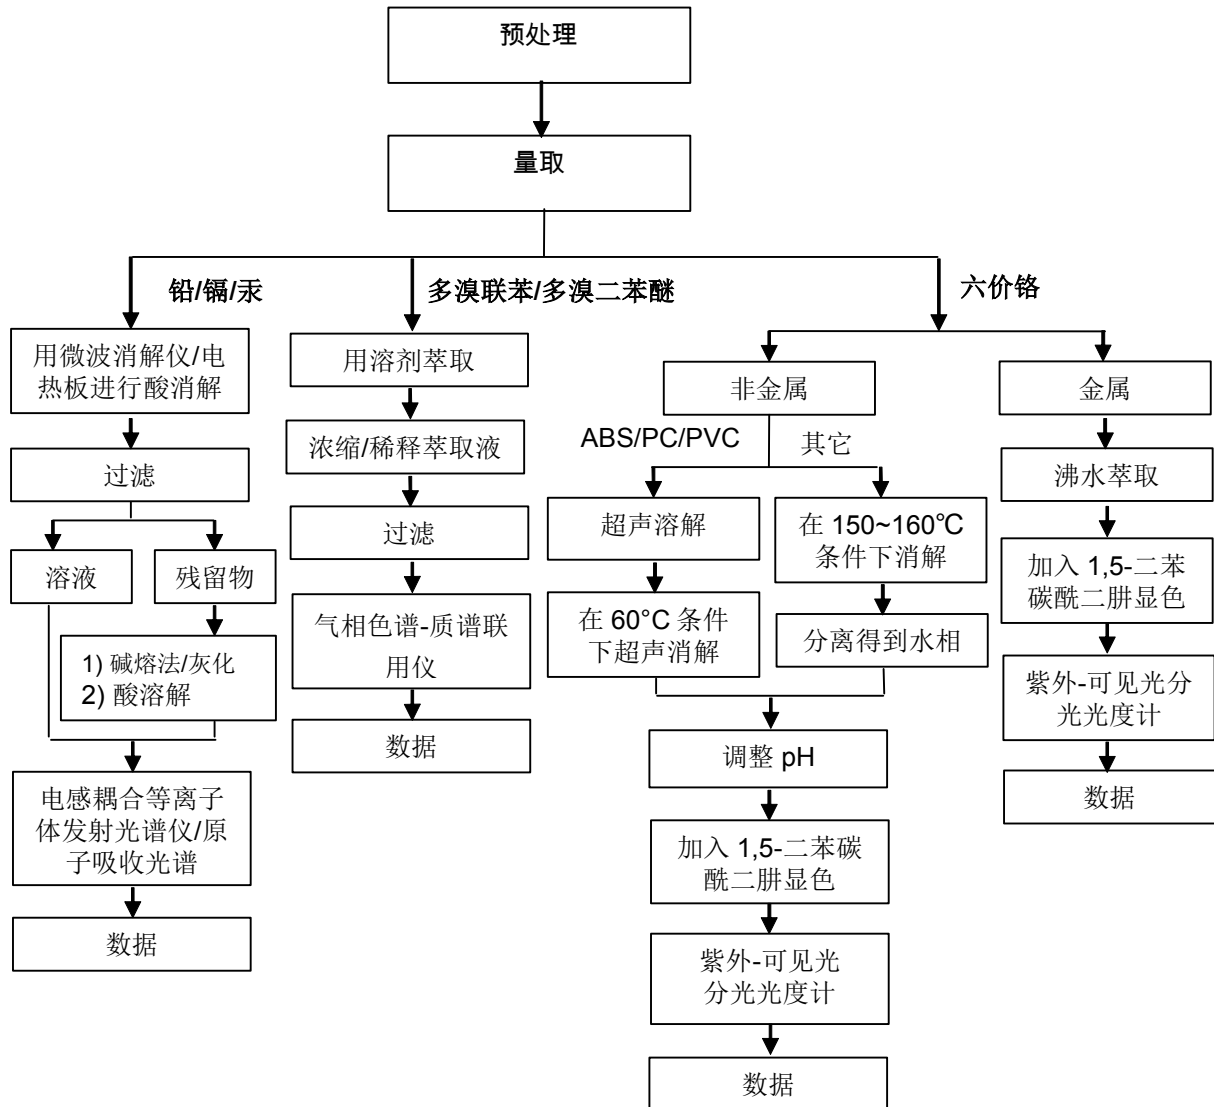 预处理
量取
铅/镉/汞
用微波消解仪/电
热板进行酸消解
过滤
溶液
残留物
1) 碱熔法/灰化
2) 酸溶解
电感耦合等离子
体发射光谱仪/原
子吸收光谱
数据
多溴联苯/多溴二苯醚
用溶剂萃取
浓缩/稀释萃取液
过滤
气相色谱-质谱联
用仪
数据
六价铬
非金属
ABS/PC/PVC
其它
超声溶解
在 60°C 条件
下超声消解
在 150~160℃
条件下消解
分离得到水相
调整 pH
加入 1,5-二苯碳
酰二肼显色
紫外-可见光
分光光度计
数据
金属
沸水萃取
加入 1,5-二苯
碳酰二肼显色
紫外-可见光分
光光度计
数据